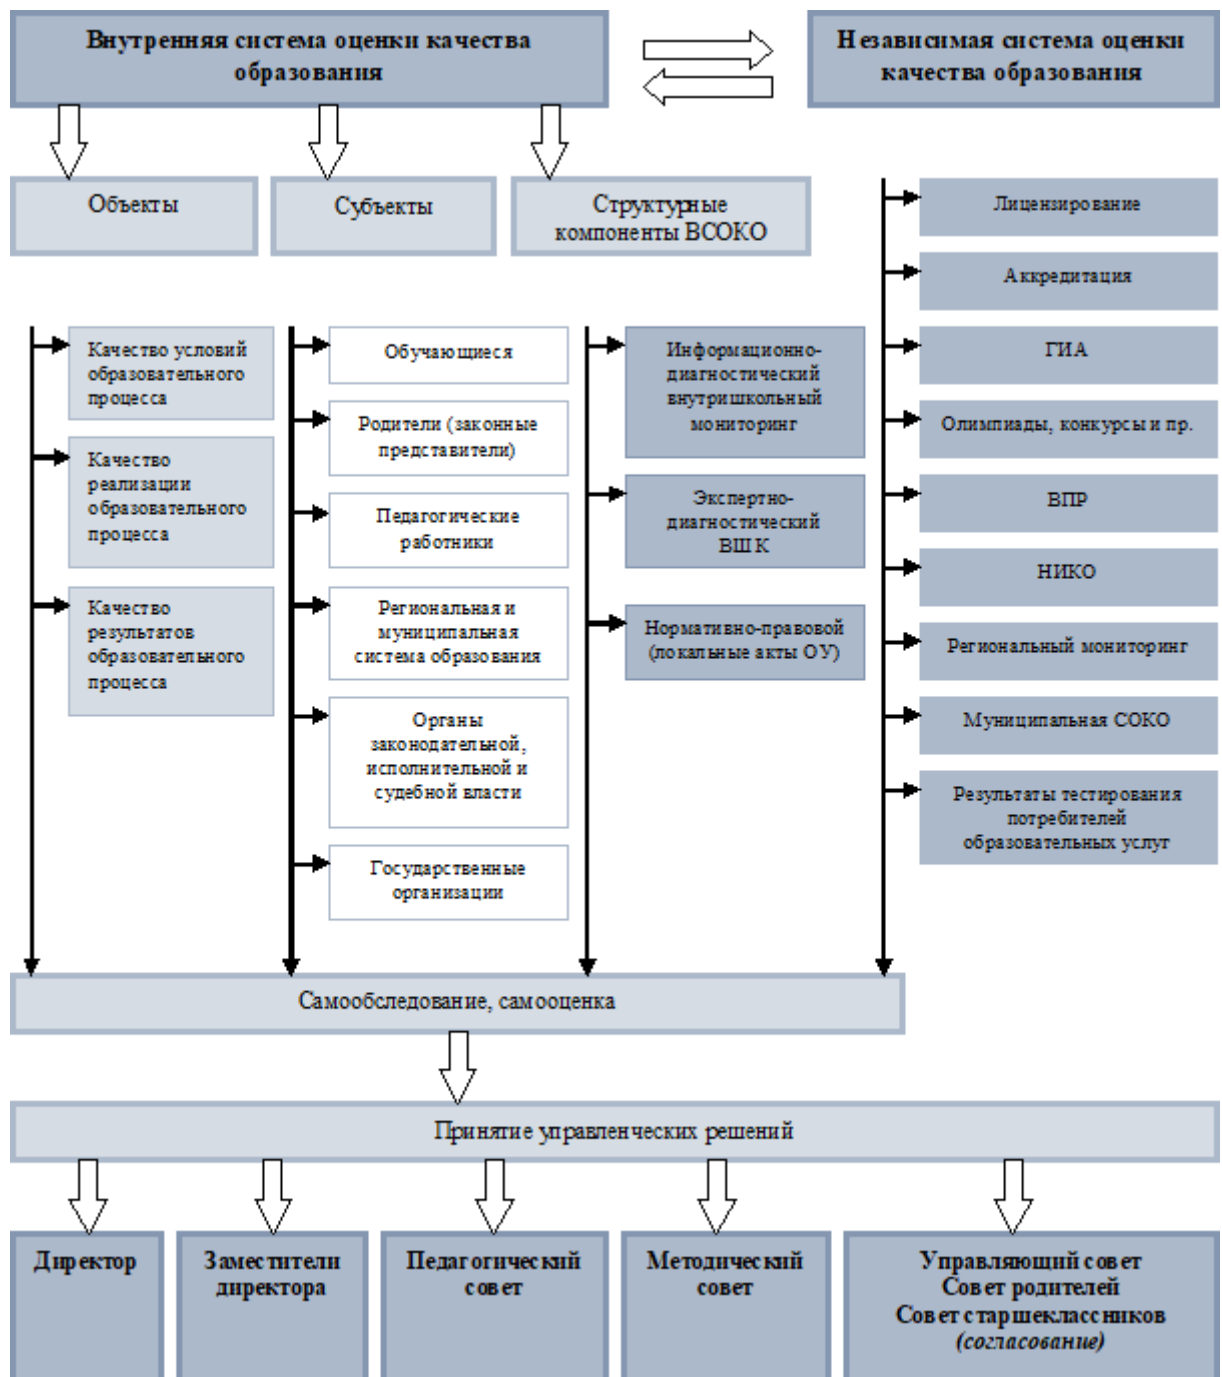 Внутренняя система оценки качества
образования
Независимая система оценки
качества образования
Объекты
Субъекты
Структурные
компоненты ВСОКО
Качество условий
образовательного
процесса
Качество
реализации
образовательного
процесса
Качество
результатов
образовательного
процесса
Обучающиеся
Родители (законные
представители)
Педагогические
работники
Региональная и
муниципальная
система образования
Органы
законодательной,
исполнительной и
судебной власти
Государственные
организации
Информационно-
диагностический
внутришкольный
мониторинг
Экспертно-
диагностический
ВШК
Нормативно-правовой
(локальные акты ОУ)
Лицензирование
Аккредитация
ГИА
Олимпиады, конкурсы и пр.
ВПР
НИКО
Региональный мониторинг
Муниципальная СОКО
Результаты тестирования
потребителей
образовательных услуг
Самообследование, самооценка
Принятие управленческих решений
Директор
Заместители
директора
Педагогический
совет
Методический
совет
Управляющий совет
Совет родителей
Совет старшеклассников
(согласование)